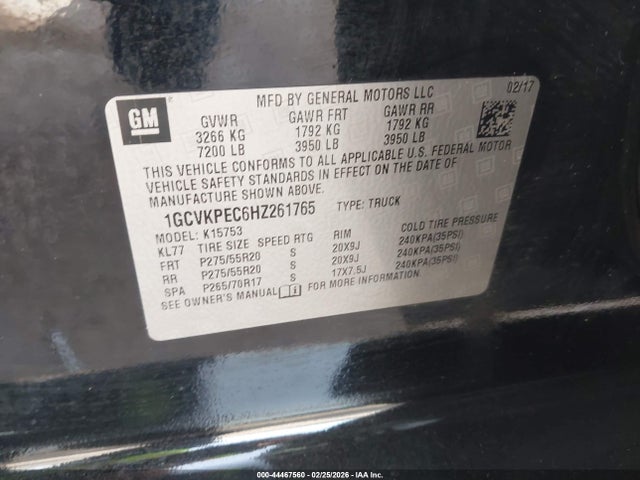 MFD BY GENERAL MOTORS LLC
02/17
GM
GVWR GAWR FRT GAWR RR
3266 KG 1792 KG 1792 KG
7200 LB 3950 LB 3950 LB
THIS VEHICLE CONFORMS TO ALL APPLICABLE U.S. FEDERAL MOTOR
VEHICLE SAFETY STANDARDS IN EFFECT ON THE DATE OF
MANUFACTURE SHOWN ABOVE.
1GCVKPEC6HZ261765 TYPE: TRUCK
MODEL: K15753
KL77 TIRE SIZE SPEED RTG RIM COLD TIRE PRESSURE
FRT P275/55R20 S 20X9J 240KPA(35PSI)
RR P275/55R20 S 20X9J 240KPA(35PSI)
SPA P265/70R17 S 17X7.5J 240KPA(35PSI)
SEE OWNER'S MANUAL
000-44467560 - 02/25/2026 - IAA Inc.